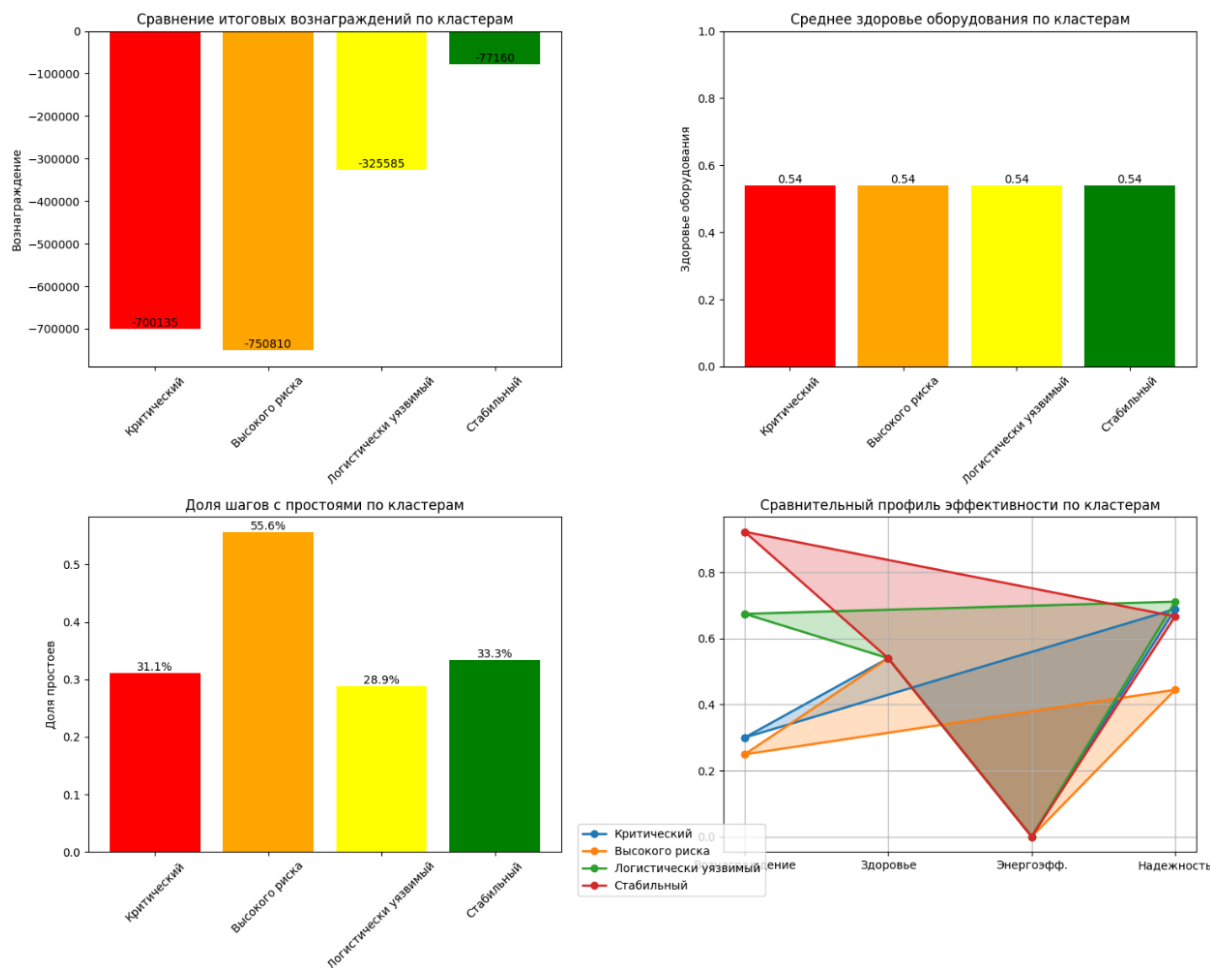 Сравнение итоговых вознаграждений по кластерам
Вознаграждение
0
−100000
−200000
−300000
−400000
−500000
−600000
−700000
-700135
-750810
-325585
-77160
Критический
Высокого риска
Логистически уязвимый
Стабильный
Среднее здоровье оборудования по кластерам
Здоровье оборудования
1.0
0.8
0.6
0.4
0.2
0.0
0.54
0.54
0.54
0.54
Критический
Высокого риска
Логистически уязвимый
Стабильный
Доля шагов с простоями по кластерам
Доля простоев
0.5
0.4
0.3
0.2
0.1
0.0
31.1%
55.6%
28.9%
33.3%
Критический
Высокого риска
Логистически уязвимый
Стабильный
Сравнительный профиль эффективности по кластерам
0.8
0.6
0.4
0.2
0.0
Здоровье
Энергоэфф.
Надежность
Критический
Высокого риска
Логистически уязвимый
Стабильный